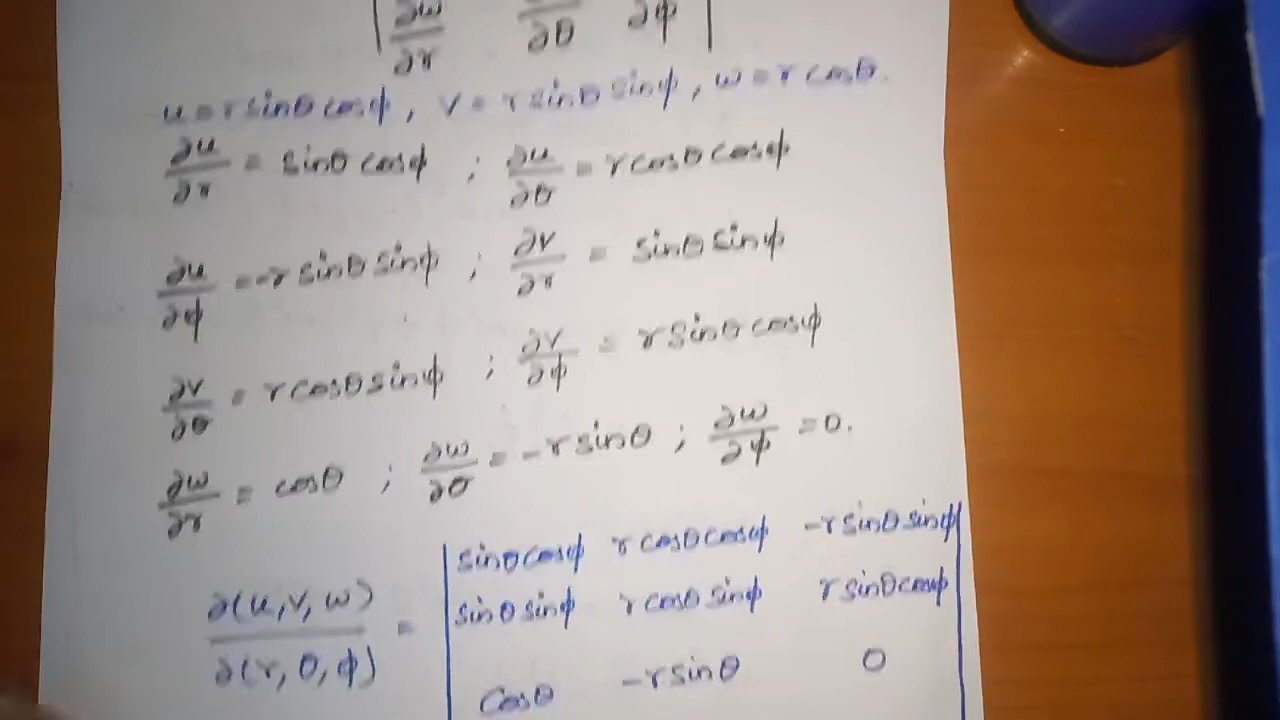 ∂w/∂r ∂θ ∂φ
u = r sinθ cosφ, v = r sinθ sinφ, w = r cosθ.
∂u/∂r = sinθ cosφ ; ∂u/∂θ = r cosθ cosφ
∂u/∂φ = -r sinθ sinφ ; ∂v/∂r = sinθ sinφ
∂v/∂θ = r cosθ sinφ ; ∂v/∂φ = r sinθ cosφ
∂w/∂r = cosθ ; ∂w/∂θ = -r sinθ ; ∂w/∂φ = 0.
∂(u, v, w)/∂(r, θ, φ) = | sinθ cosφ r cosθ cosφ -r sinθ sinφ |
sinθ sinφ r cosθ sinφ r sinθ cosφ
cosθ -r sinθ 0